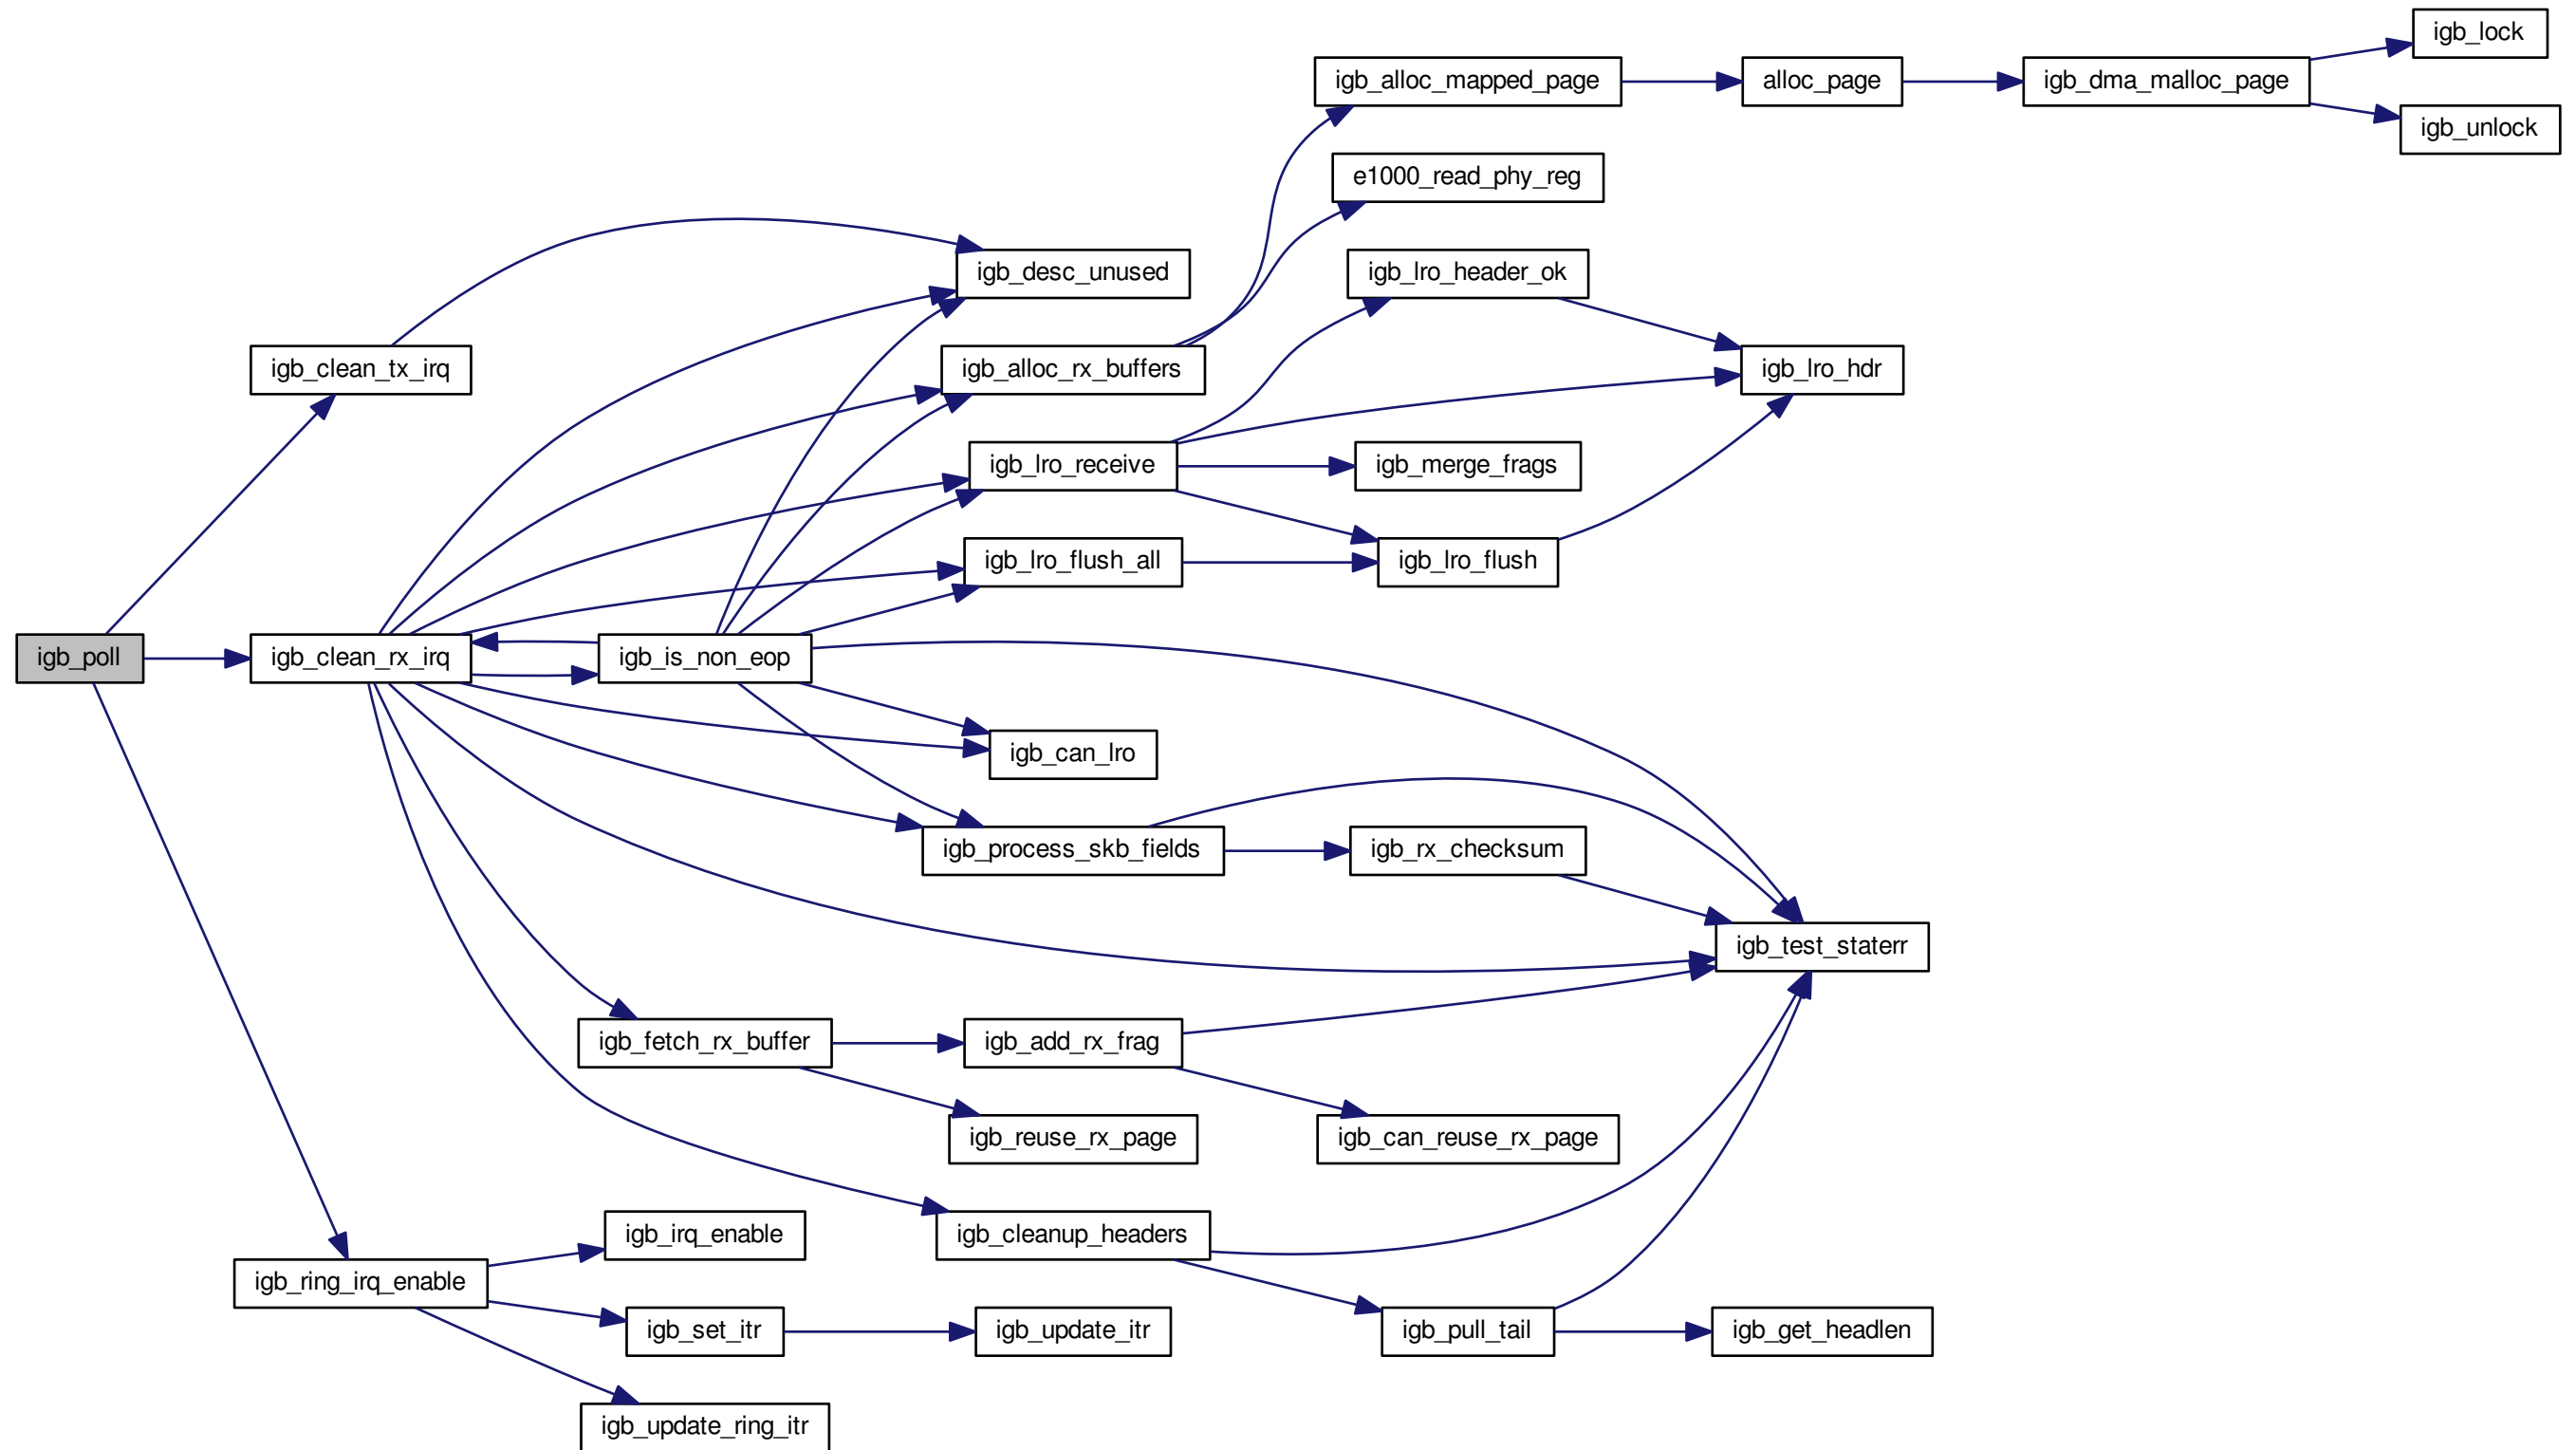 igb_lock
igb_alloc_mapped_page
alloc_page
igb_dma_malloc_page
igb_unlock
e1000_read_phy_reg
igb_desc_unused
igb_lro_header_ok
igb_clean_tx_irq
igb_alloc_rx_buffers
igb_lro_hdr
igb_lro_receive
igb_merge_frags
igb_lro_flush_all
igb_lro_flush
igb_poll
igb_clean_rx_irq
igb_is_non_eop
igb_can_lro
igb_process_skb_fields
igb_rx_checksum
igb_test_staterr
igb_fetch_rx_buffer
igb_add_rx_frag
igb_reuse_rx_page
igb_can_reuse_rx_page
igb_irq_enable
igb_cleanup_headers
igb_ring_irq_enable
igb_set_itr
igb_update_itr
igb_pull_tail
igb_get_headlen
igb_update_ring_itr